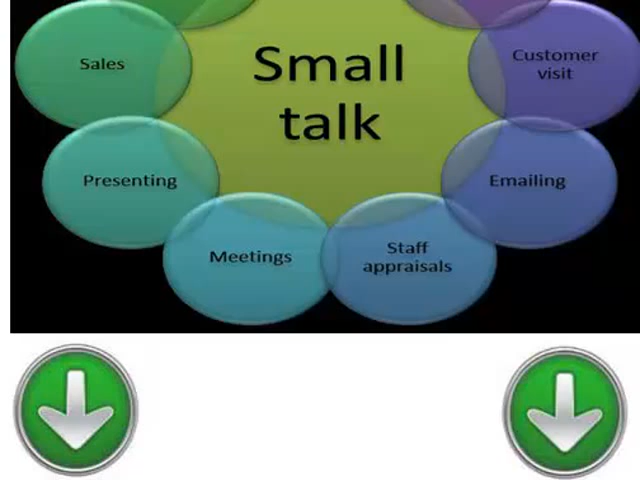 Small
talk
Sales
Customer
visit
Presenting
Emailing
Meetings
Staff
appraisals